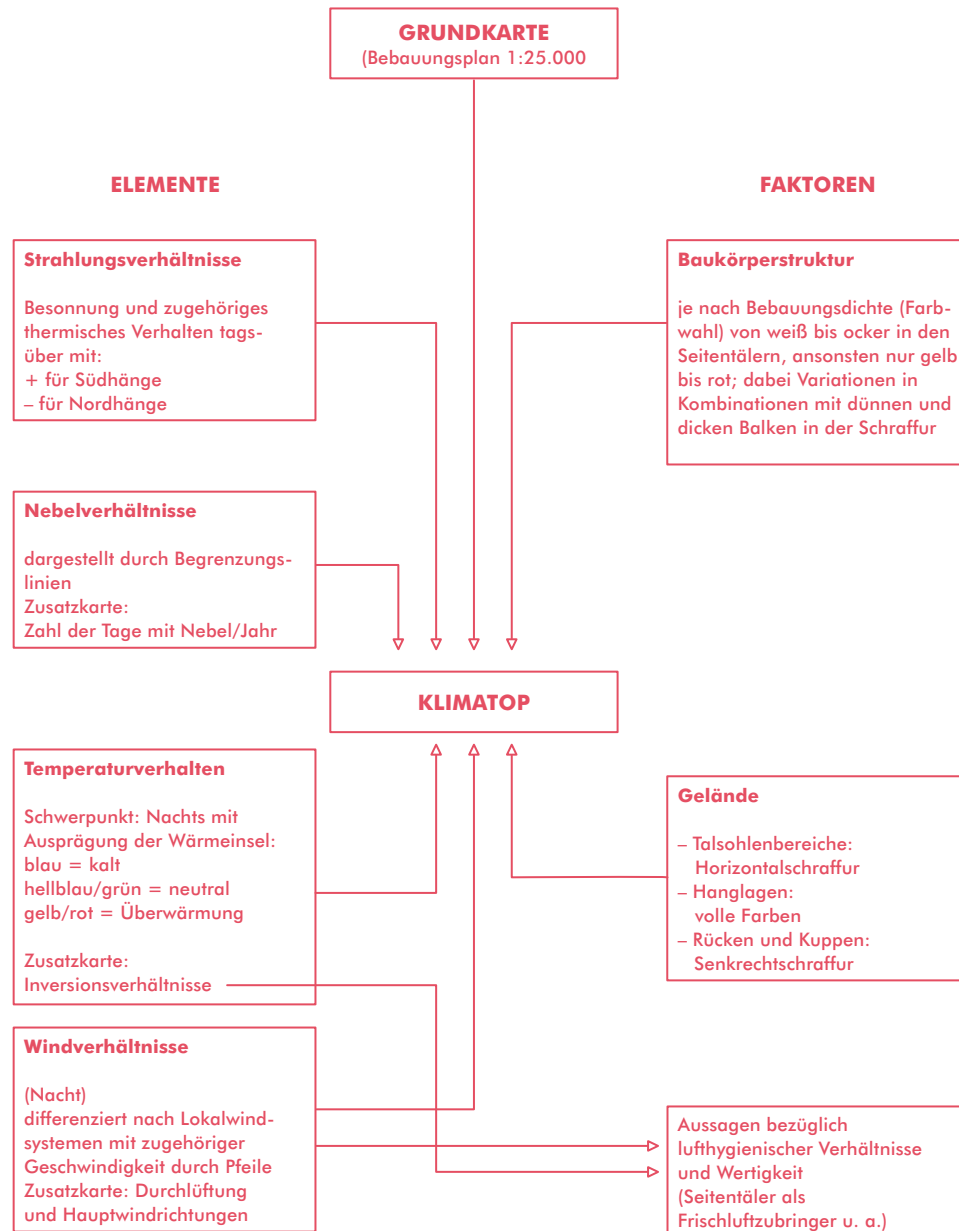 GRUNDKARTE
(Bebauungsplan 1:25.000
ELEMENTE
FAKTOREN
Strahlungsverhältnisse
Besonnung und zugehöriges
thermisches Verhalten tags-
über mit:
+ für Südhänge
– für Nordhänge
Baukörperstruktur
je nach Bebauungsdichte (Farb-
wahl) von weiß bis ocker in den
Seitentälern, ansonsten nur gelb
bis rot; dabei Variationen in
Kombinationen mit dünnen und
dicken Balken in der Schraffur
Nebelverhältnisse
dargestellt durch Begrenzungs-
linien
Zusatzkarte:
Zahl der Tage mit Nebel/Jahr
KLIMATOP
Temperaturverhalten
Schwerpunkt: Nachts mit
Ausprägung der Wärmeinsel:
blau = kalt
hellblau/grün = neutral
gelb/rot = Überwärmung
Zusatzkarte:
Inversionsverhältnisse
Gelände
– Talsohlenbereiche:
Horizontalschraffur
– Hanglagen:
volle Farben
– Rücken und Kuppen:
Senkrechtschraffur
Windverhältnisse
(Nacht)
differenziert nach Lokalwind-
systemen mit zugehöriger
Geschwindigkeit durch Pfeile
Zusatzkarte: Durchlüftung
und Hauptwindrichtungen
Aussagen bezüglich
lufthygienischer Verhältnisse
und Wertigkeit
(Seitentäler als
Frischluftzubringer u. a.)